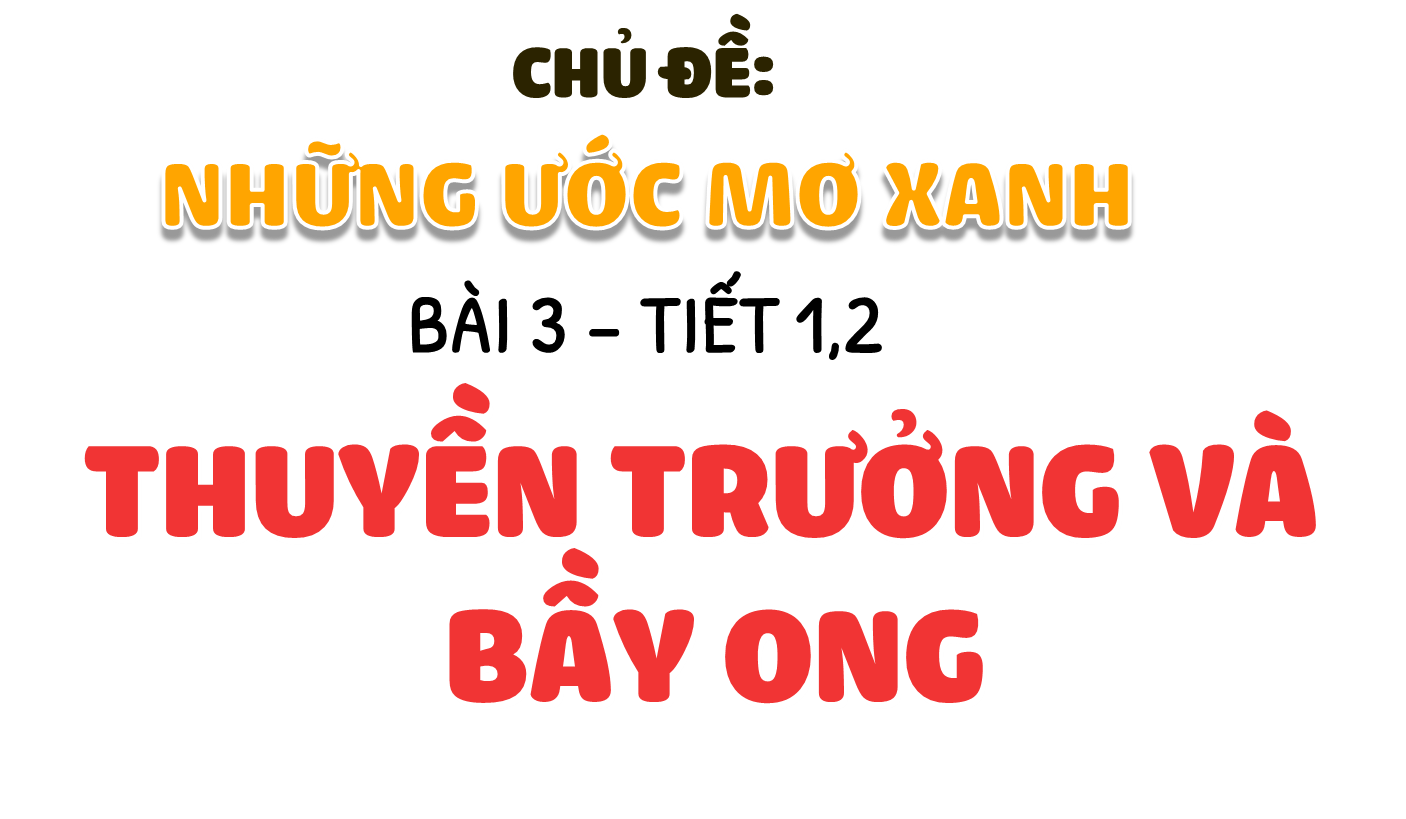 CHỦ ĐỀ:
NHỮNG ƯỚC MƠ XANH
BÀI 3 – TIẾT 1,2
THUYỀN TRƯỞNG VÀ
BẦY ONG